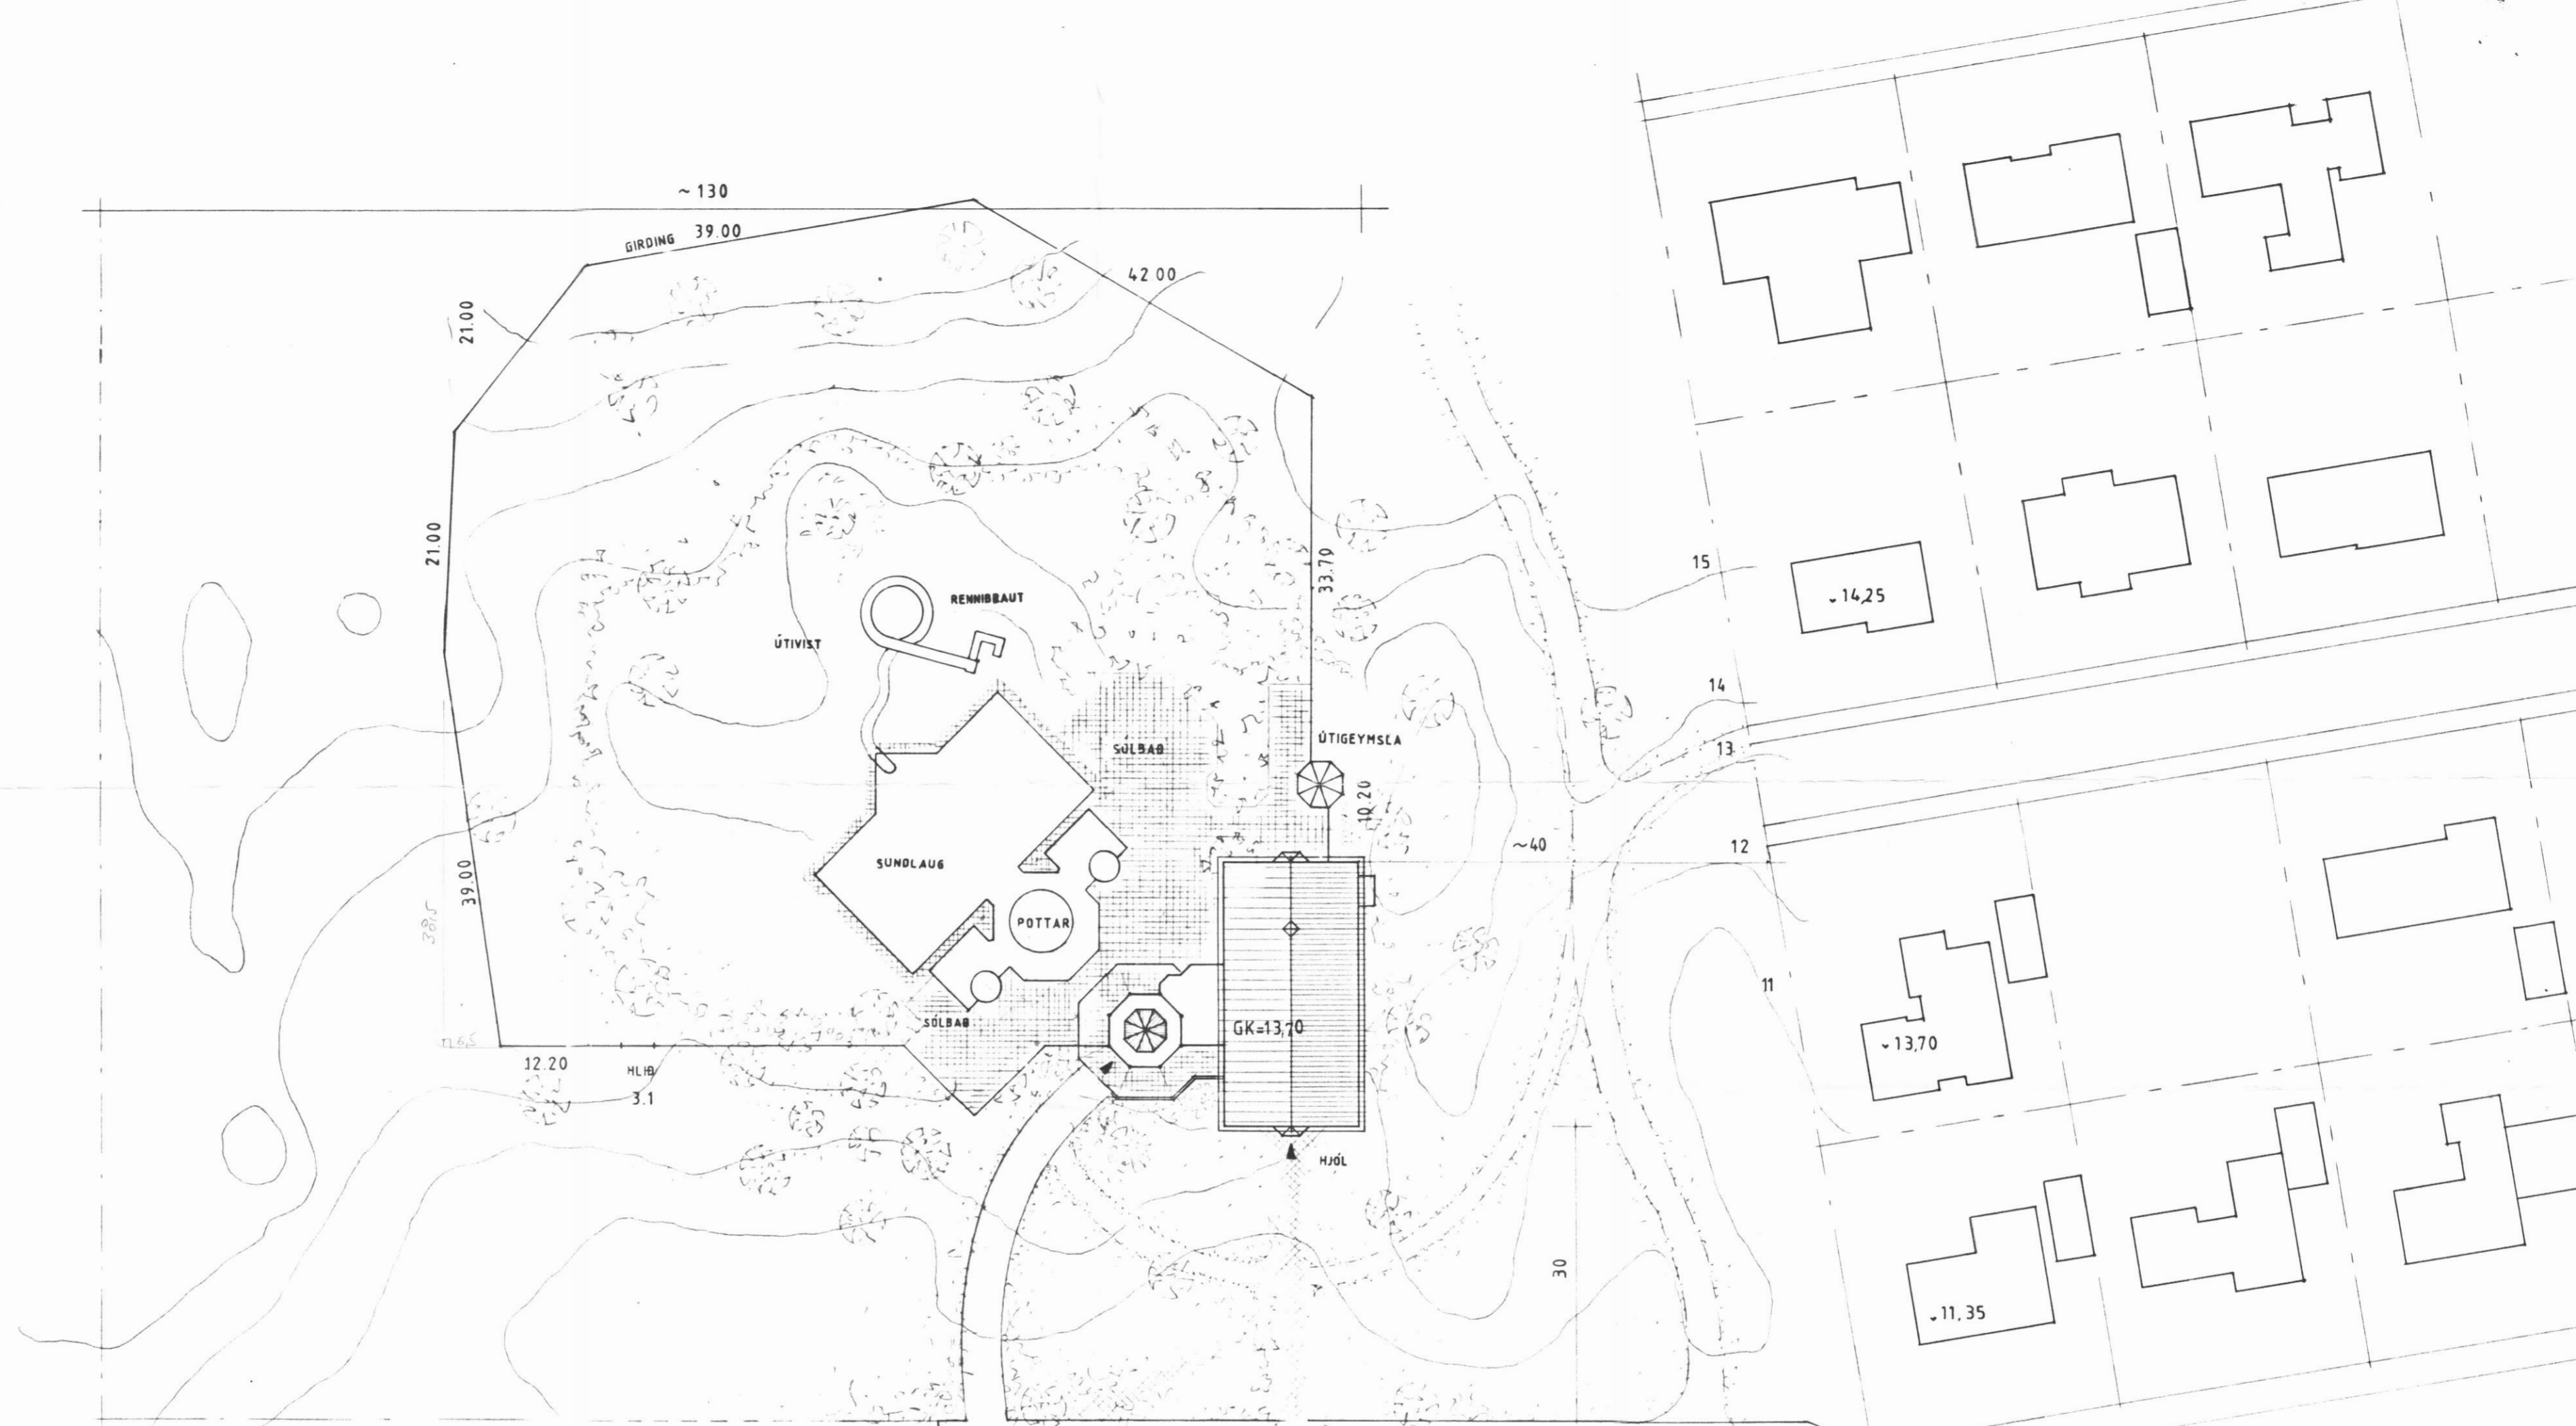 ~ 130
GIRDING 39.00
42 00
21.00
21.00
33.70
15
14,25
RENNIBRAUT
ÚTIVIST
14
SÓLBAÐ
ÚTIGEYMSLA
13
10.20
~40
12
SUNDLAUG
39.00
POTTAR
11
SÓLBAÐ
GK=13,70
13,70
12.20
HLIÐ
3.1
HJÓL
30
11,35